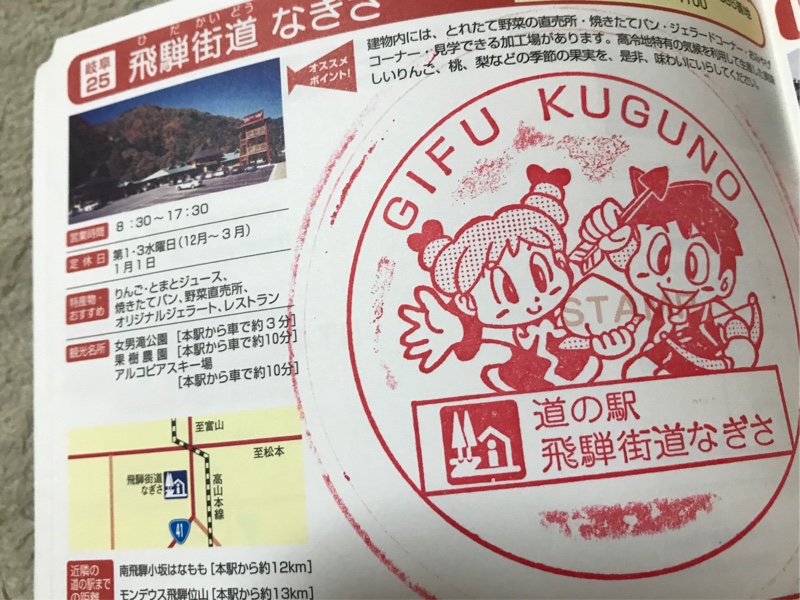 ひだかいどう
岐阜
25
飛騨街道 なぎさ
オススメ
ポイント!
建物内には、とれたて野菜の直売所・焼きたてパン・ジェラードコーナー・
コーナー・見学できる加工場があります。高冷地特有の気候を利用して生産した美味
しいりんご、桃、梨などの季節の果実を、是非、味わいにいらしてください。
営業時間
8:30~17:30
定休日
第1・3水曜日(12月~3月)
1月1日
特産物・
おすすめ
りんご・とまとジュース、
焼きたてパン、野菜直売所、
オリジナルジェラート、レストラン
観光名所
女男滝公園 [本駅から車で約3分]
果樹農園 [本駅から車で約10分]
アルコピアスキー場
[本駅から車で約10分]
至富山
至松本
飛騨街道
なぎさ
高山本線
41
近隣の
道の駅まで
の距離
南飛騨小坂はなもも [本駅から約12km]
モンデウス飛騨位山 [本駅から約13km]
GIFU KUGUNO
STAMP
道の駅
飛騨街道なぎさ